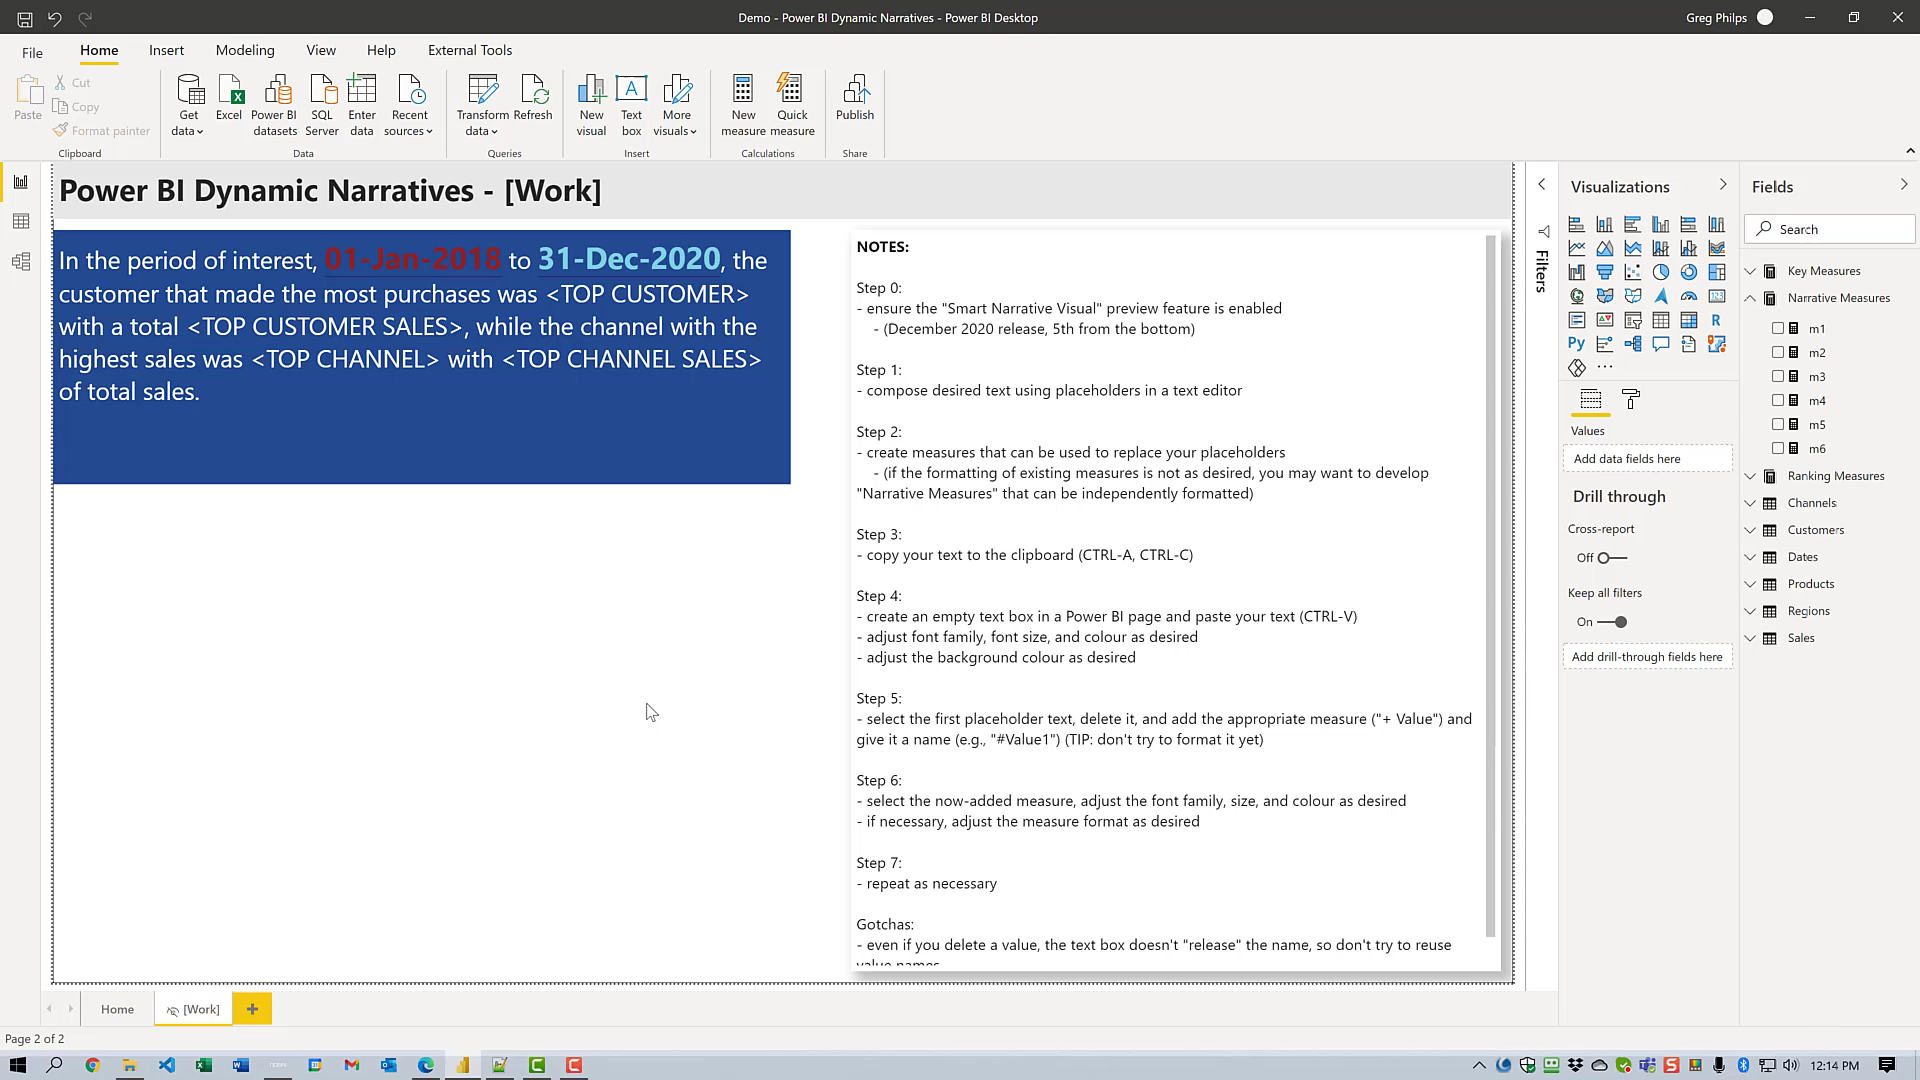 Demo - Power BI Dynamic Narratives - Power BI Desktop
Greg Philps
File
Home
Insert
Modeling
View
Help
External Tools
Paste
Cut
Copy
Format painter
Clipboard
Get
data
Excel
Power BI
datasets
SQL
Server
Enter
data
Recent
sources
Data
Transform
data
Refresh
Queries
New
visual
Text
box
More
visuals
Insert
New
measure
Quick
measure
Calculations
Publish
Share
Power BI Dynamic Narratives - [Work]
In the period of interest, 01-Jan-2018 to 31-Dec-2020, the
customer that made the most purchases was <TOP CUSTOMER>
with a total <TOP CUSTOMER SALES>, while the channel with the
highest sales was <TOP CHANNEL> with <TOP CHANNEL SALES>
of total sales.
NOTES:
Step 0:
- ensure the "Smart Narrative Visual" preview feature is enabled
- (December 2020 release, 5th from the bottom)
Step 1:
- compose desired text using placeholders in a text editor
Step 2:
- create measures that can be used to replace your placeholders
- (if the formatting of existing measures is not as desired, you may want to develop
"Narrative Measures" that can be independently formatted)
Step 3:
- copy your text to the clipboard (CTRL-A, CTRL-C)
Step 4:
- create an empty text box in a Power BI page and paste your text (CTRL-V)
- adjust font family, font size, and colour as desired
- adjust the background colour as desired
Step 5:
- select the first placeholder text, delete it, and add the appropriate measure ("+ Value") and
give it a name (e.g., "#Value1") (TIP: don't try to format it yet)
Step 6:
- select the now-added measure, adjust the font family, size, and colour as desired
- if necessary, adjust the measure format as desired
Step 7:
- repeat as necessary
Gotchas:
- even if you delete a value, the text box doesn't "release" the name, so don't try to reuse
value names
Filters
Visualizations
R
Py
Values
Add data fields here
Drill through
Cross-report
Off
Keep all filters
On
Add drill-through fields here
Fields
Search
Key Measures
Narrative Measures
m1
m2
m3
m4
m5
m6
Ranking Measures
Channels
Customers
Dates
Products
Regions
Sales
Home
[Work]
Page 2 of 2
12:14 PM